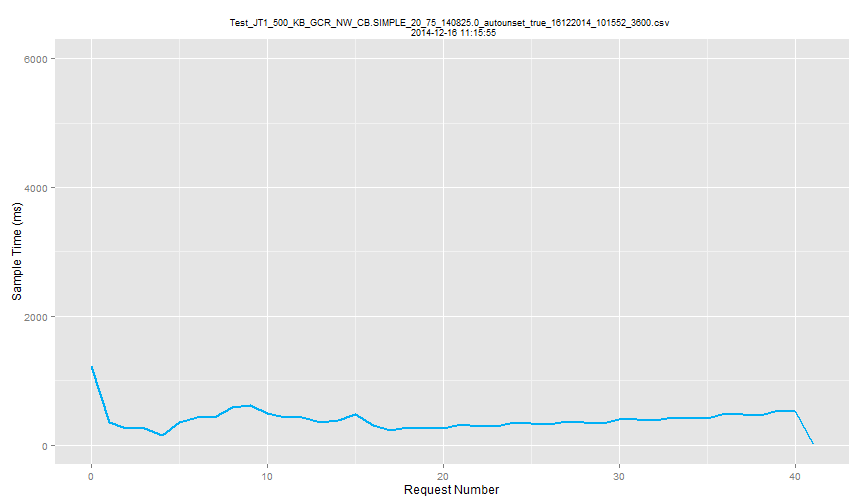 Test_JT1_500_KB_GCR_NW_CB.SIMPLE_20_75_140825.0_autounset_true_16122014_101552_3600.csv
2014-12-16 11:15:55
6000
4000
2000
0
Sample Time (ms)
0 10 20 30 40
Request Number